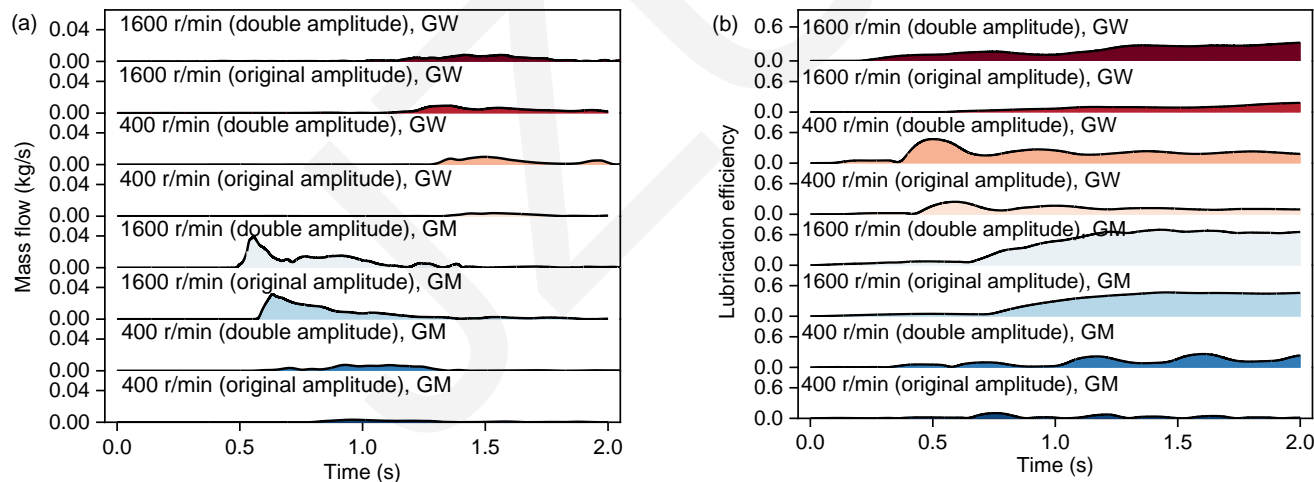 (a)
0.04
1600 r/min (double amplitude), GW
0.00
0.04
1600 r/min (original amplitude), GW
0.00
0.04
400 r/min (double amplitude), GW
0.00
0.04
400 r/min (original amplitude), GW
0.00
0.04
1600 r/min (double amplitude), GM
0.00
0.04
1600 r/min (original amplitude), GM
0.00
0.04
400 r/min (double amplitude), GM
0.00
0.04
400 r/min (original amplitude), GM
0.00
Mass flow (kg/s)
0.0 0.5 1.0 1.5 2.0
Time (s)
(b)
0.6
1600 r/min (double amplitude), GW
0.0
0.6
1600 r/min (original amplitude), GW
0.0
0.6
400 r/min (double amplitude), GW
0.0
0.6
400 r/min (original amplitude), GW
0.0
0.6
1600 r/min (double amplitude), GM
0.0
0.6
1600 r/min (original amplitude), GM
0.0
0.6
400 r/min (double amplitude), GM
0.0
0.6
400 r/min (original amplitude), GM
0.0
Lubrication efficiency
0.0 0.5 1.0 1.5 2.0
Time (s)